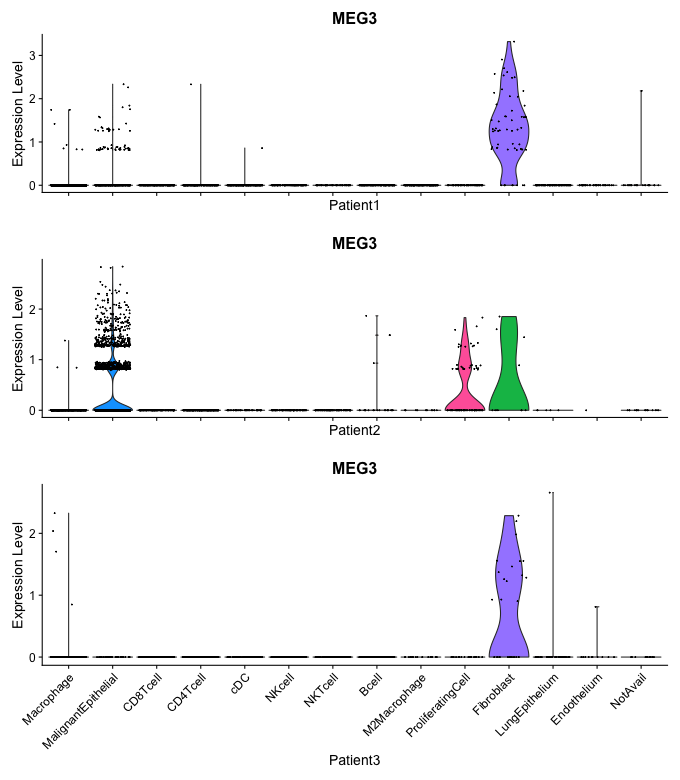 MEG3
Expression Level
3
2
1
0
Patient1
MEG3
Expression Level
2
1
0
Patient2
MEG3
Expression Level
2
1
0
Macrophage
MalignantEpithelial
CD8Tcell
CD4Tcell
cDC
NKcell
NKTcell
Bcell
M2Macrophage
ProliferatingCell
Fibroblast
LungEpithelium
Endothelium
NotAvail
Patient3